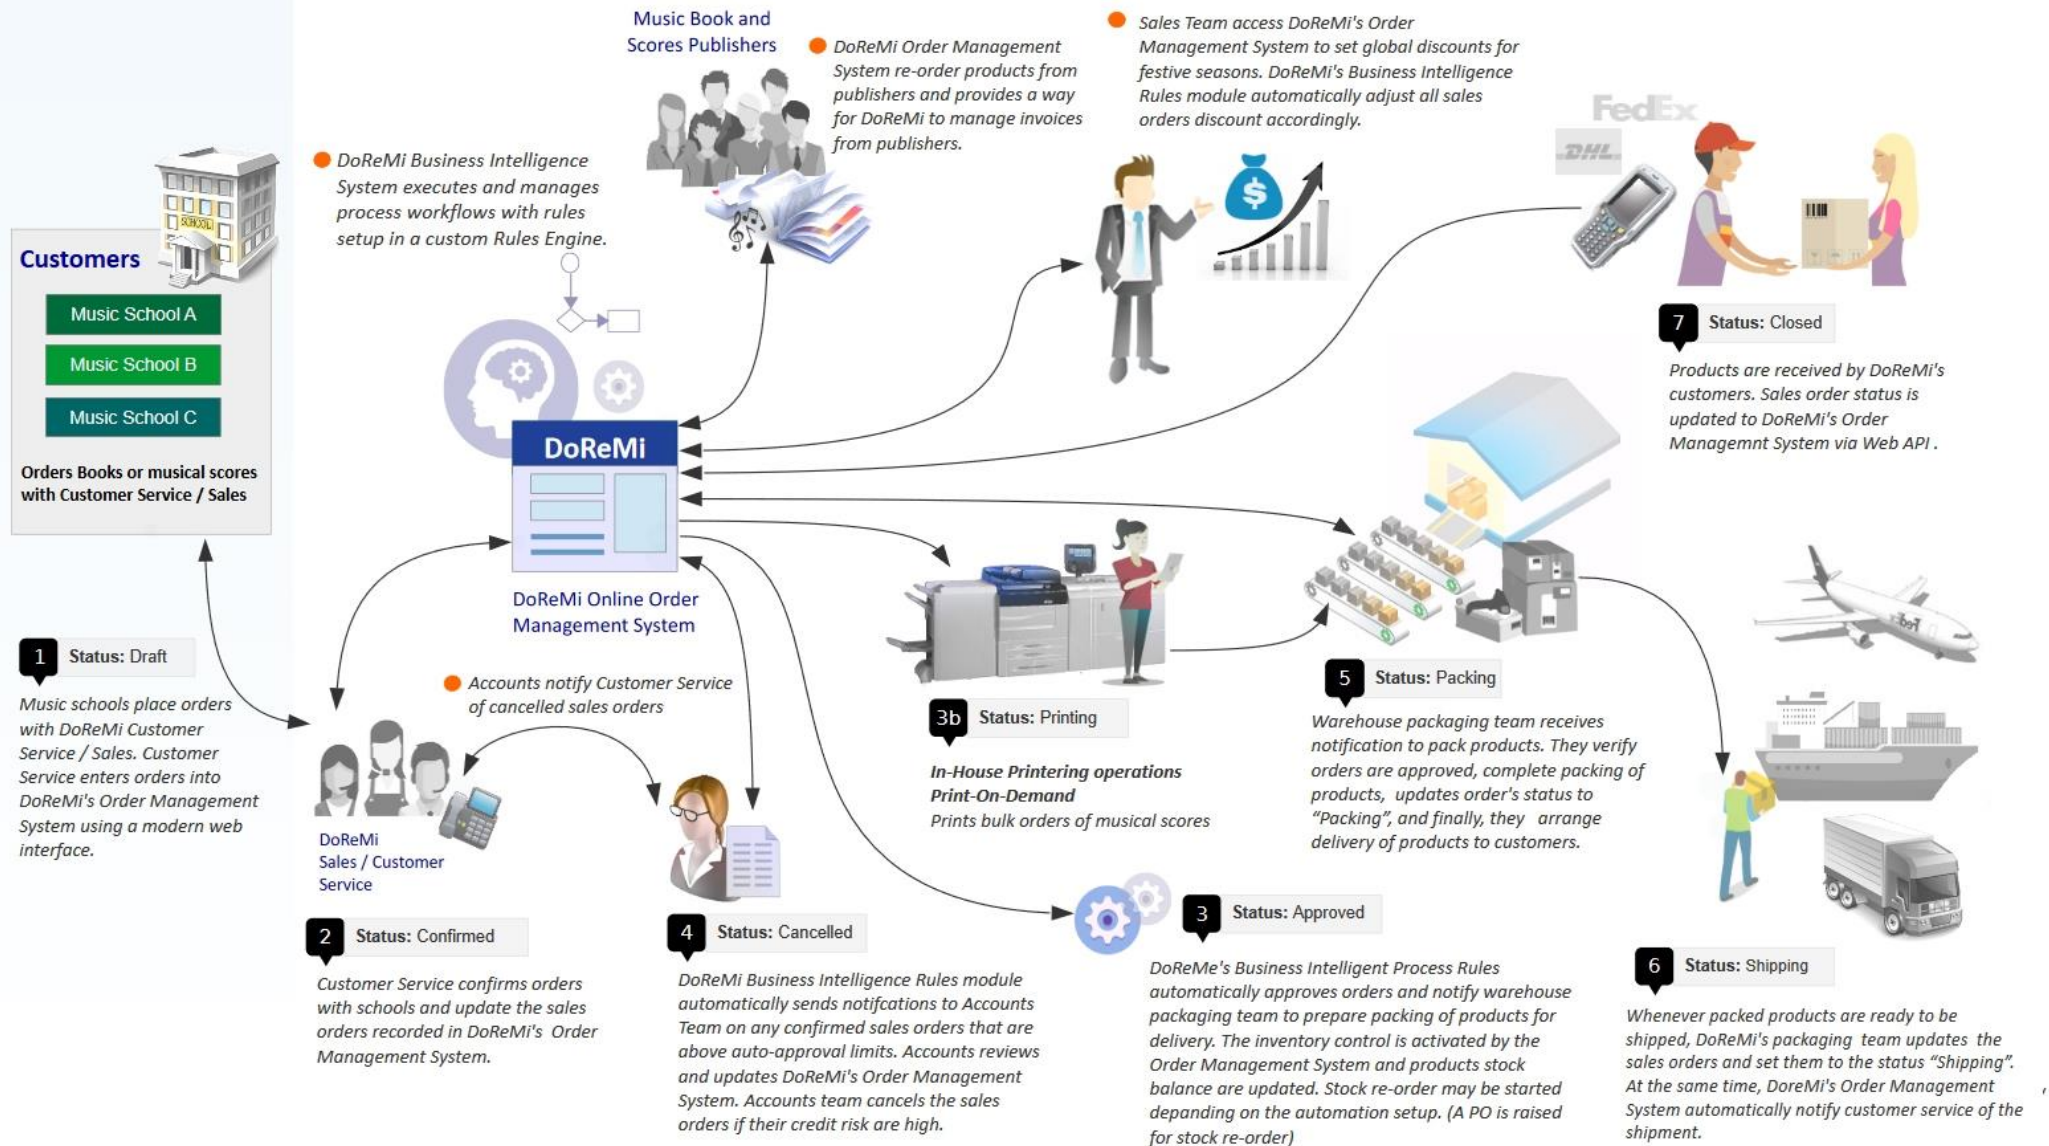 Music Book and
Scores Publishers
DoReMi Order Management
System re-order products from
publishers and provides a way
for DoReMi to manage invoices
from publishers.
Sales Team access DoReMi's Order
Management System to set global discounts for
festive seasons. DoReMi's Business Intelligence
Rules module automatically adjust all sales
orders discount accordingly.
FedEx
DHL
DoReMi Business Intelligence
System executes and manages
process workflows with rules
setup in a custom Rules Engine.
SCHOOL
Customers
Music School A
Music School B
Music School C
Orders Books or musical scores
with Customer Service / Sales
$
7 Status: Closed
Products are received by DoReMi's
customers. Sales order status is
updated to DoReMi's Order
Managemnt System via Web API .
DoReMi
DoReMi Online Order
Management System
1 Status: Draft
Music schools place orders
with DoReMi Customer
Service / Sales. Customer
Service enters orders into
DoReMi's Order Management
System using a modern web
interface.
Accounts notify Customer Service
of cancelled sales orders
DoReMi
Sales / Customer
Service
3b Status: Printing
In-House Printering operations
Print-On-Demand
Prints bulk orders of musical scores
5 Status: Packing
Warehouse packaging team receives
notification to pack products. They verify
orders are approved, complete packing of
products, updates order's status to
“Packing”, and finally, they arrange
delivery of products to customers.
FedEx
2 Status: Confirmed
Customer Service confirms orders
with schools and update the sales
orders recorded in DoReMi's Order
Management System.
4 Status: Cancelled
DoReMi Business Intelligence Rules module
automatically sends notifcations to Accounts
Team on any confirmed sales orders that are
above auto-approval limits. Accounts reviews
and updates DoReMi's Order Management
System. Accounts team cancels the sales
orders if their credit risk are high.
3 Status: Approved
DoReMe's Business Intelligent Process Rules
automatically approves orders and notify warehouse
packaging team to prepare packing of products for
delivery. The inventory control is activated by the
Order Management System and products stock
balance are updated. Stock re-order may be started
depanding on the automation setup. (A PO is raised
for stock re-order)
6 Status: Shipping
Whenever packed products are ready to be
shipped, DoReMi's packaging team updates the
sales orders and set them to the status “Shipping”.
At the same time, DoreMi's Order Management
System automatically notify customer service of the
shipment.